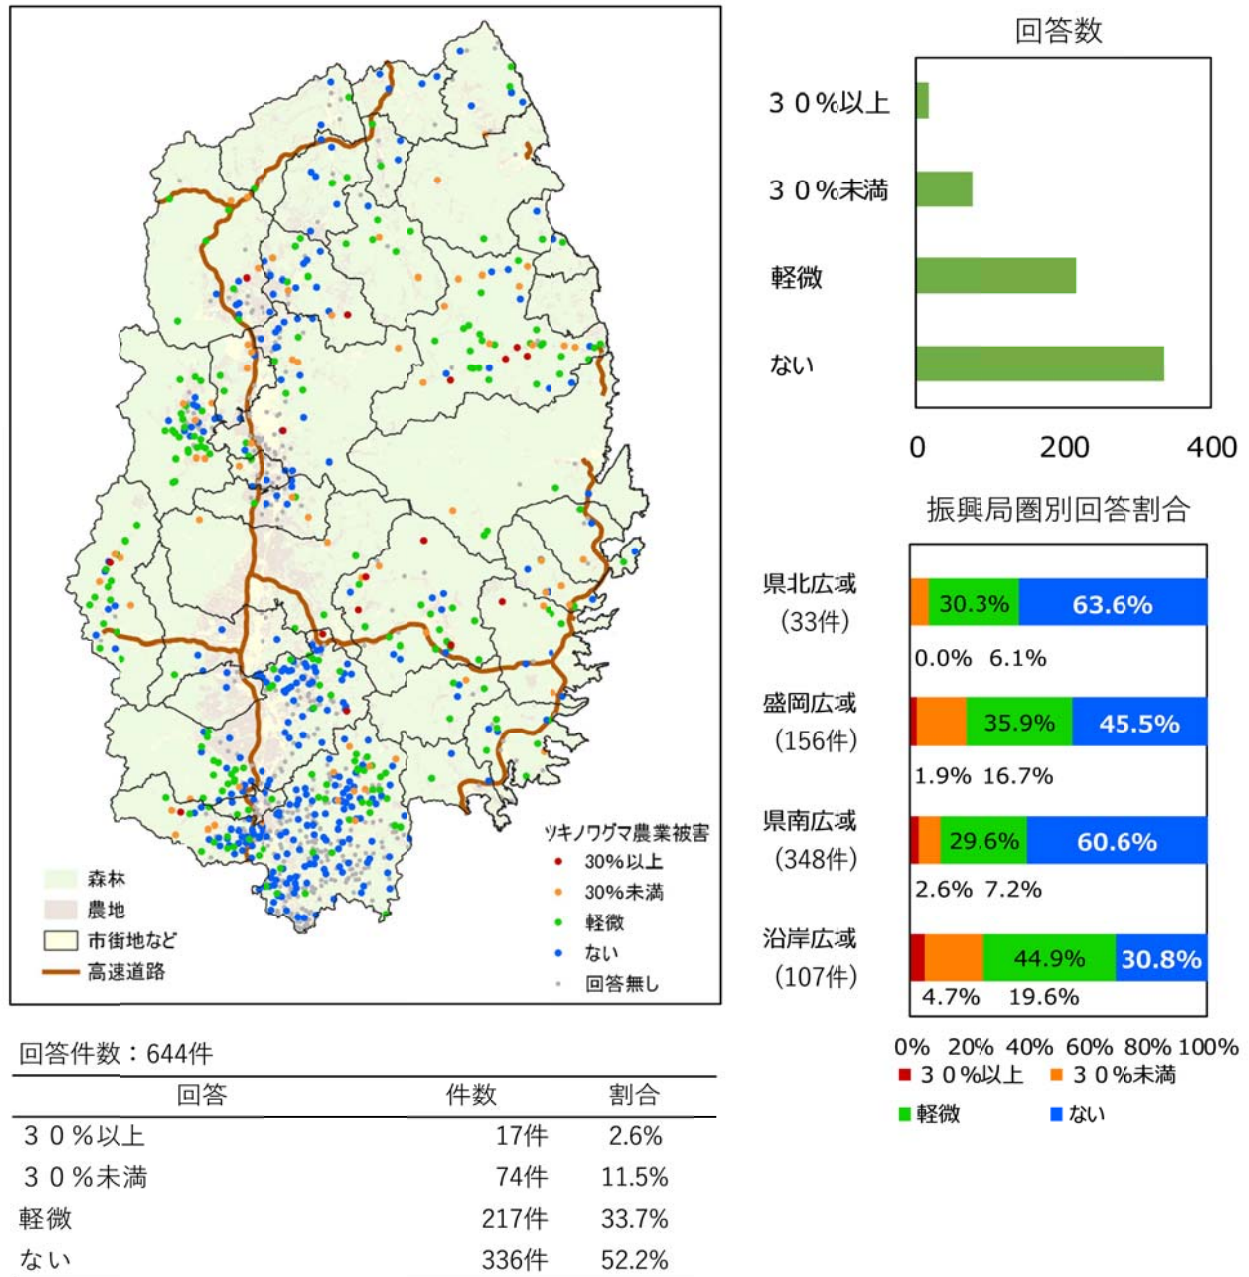 森林
農地
市街地など
高速道路
ツキノワグマ農業被害
30%以上
30%未満
軽微
ない
回答無し
回答数
３０%以上
３０%未満
軽微
ない
0 200 400
振興局圏別回答割合
県北広域
(33件)
30.3% 63.6%
0.0% 6.1%
盛岡広域
(156件)
35.9% 45.5%
1.9% 16.7%
県南広域
(348件)
29.6% 60.6%
2.6% 7.2%
沿岸広域
(107件)
44.9% 30.8%
4.7% 19.6%
0% 20% 40% 60% 80% 100%
３０%以上 ３０%未満
軽微 ない
回答件数：644件
回答 件数 割合
３０%以上 17件 2.6%
３０%未満 74件 11.5%
軽微 217件 33.7%
ない 336件 52.2%